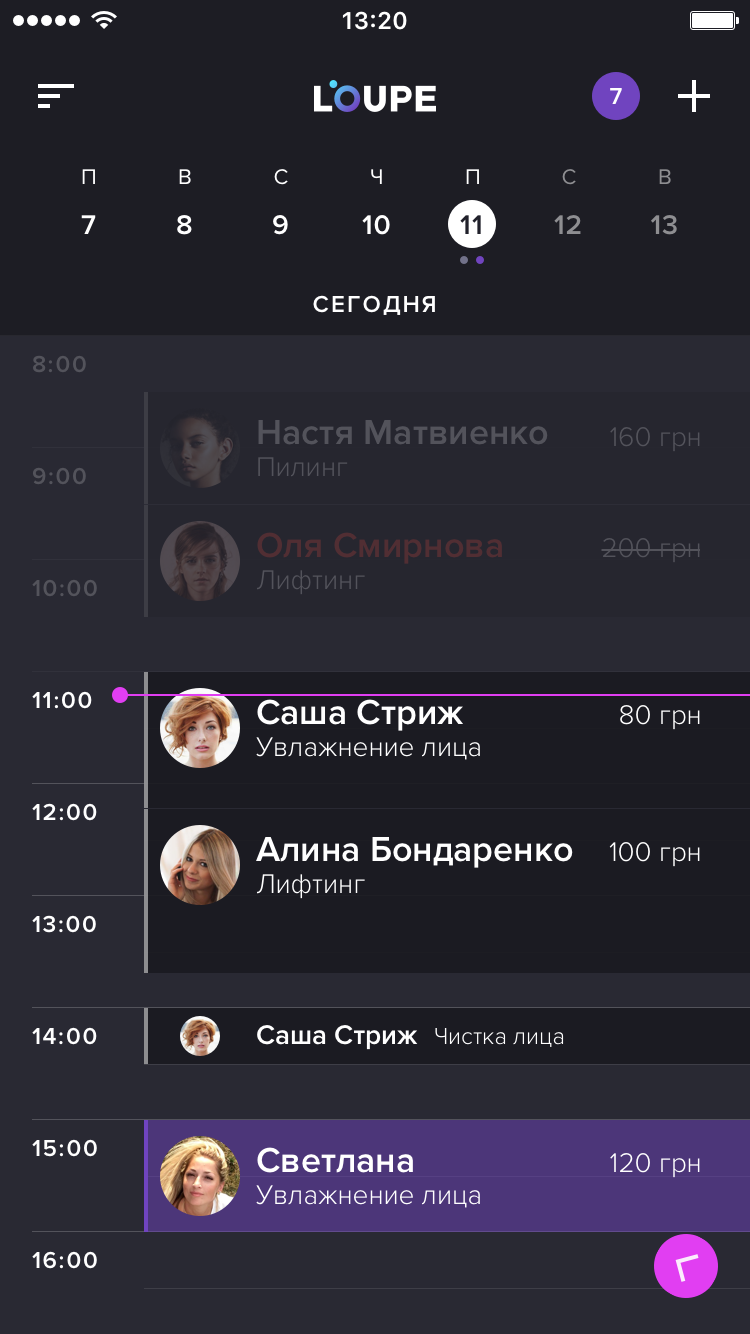 13:20
LOUPE
7
П В С Ч П С В
7 8 9 10 11 12 13
СЕГОДНЯ
8:00
Настя Матвиенко 160 грн
Пилинг
9:00
Оля Смирнова 200 грн
Лифтинг
10:00
11:00
Саша Стриж 80 грн
Увлажнение лица
12:00
Алина Бондаренко 100 грн
Лифтинг
13:00
14:00 Саша Стриж Чистка лица
15:00
Светлана 120 грн
Увлажнение лица
16:00